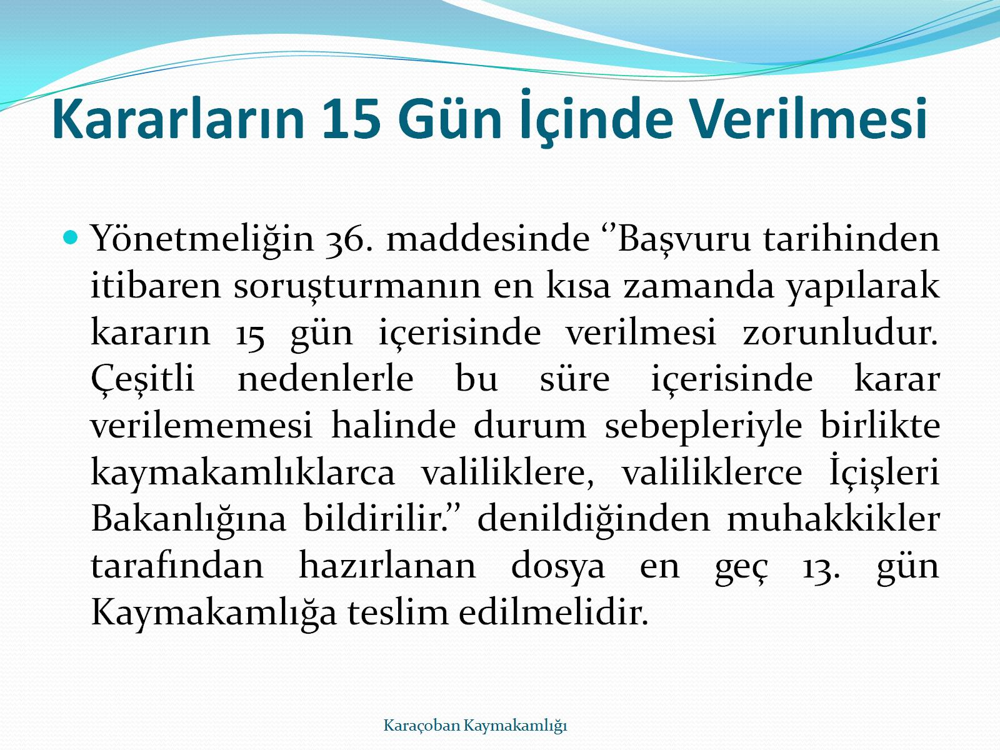 Kararların 15 Gün İçinde Verilmesi
• Yönetmeliğin 36. maddesinde ‘’Başvuru tarihinden
itibaren soruşturmanın en kısa zamanda yapılarak
kararın 15 gün içerisinde verilmesi zorunludur.
Çeşitli nedenlerle bu süre içerisinde karar
verilememesi halinde durum sebepleriyle birlikte
kaymakamlıklarca valiliklere, valiliklerce İçişleri
Bakanlığına bildirilir.’’ denildiğinden muhakkikler
tarafından hazırlanan dosya en geç 13. gün
Kaymakamlığa teslim edilmelidir.
Karaçoban Kaymakamlığı